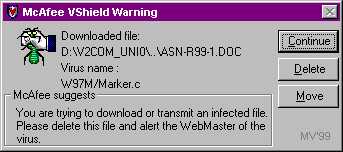 McAfee VShield Warning
Downloaded file:
D:\V2COM_UNI0\..\ASN-R99-1.DOC
Virus name :
W97M/Marker.c
Continue
Delete
Move
McAfee suggests
You are trying to download or transmit an infected file.
Please delete this file and alert the WebMaster of the
virus.
MV'99